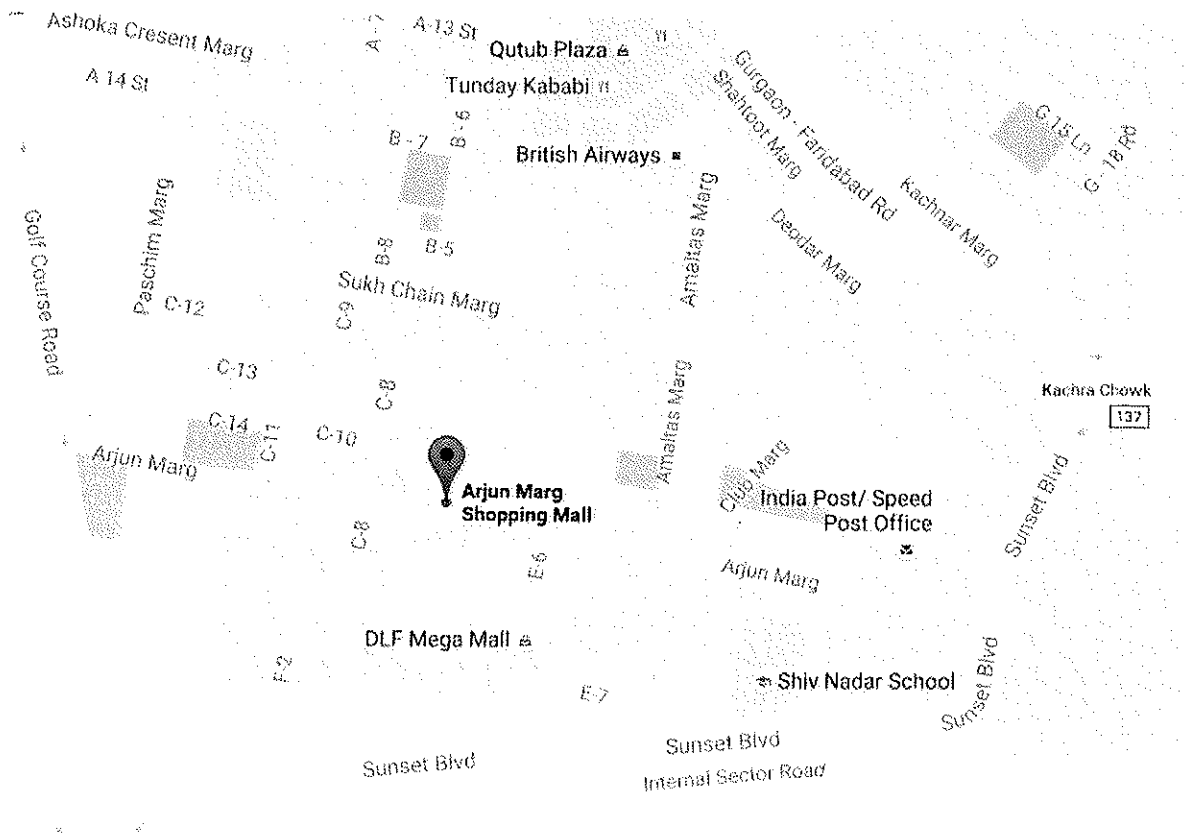 Ashoka Cresent Marg
A-13 St
Qutub Plaza
A 14 St
Tunday Kababi
Gurgaon - Faridabad Rd
Shahtoot Marg
B - 7
B - 6
British Airways
G 15 Ln
G - 18 Rd
Kachnar Marg
Paschim Marg
Golf Course Road
Amaltas Marg
Deodar Marg
B-8
B-5
Sukh Chain Marg
C-12
C-9
C-13
C-8
Kachra Chowk
137
C-14
C-11
C-10
Arjun Marg
Amaltas Marg
Club Marg
Arjun Marg
Shopping Mall
India Post/ Speed
Post Office
Sunset Blvd
C-8
E-6
Arjun Marg
DLF Mega Mall
Shiv Nadar School
Sunset Blvd
E-7
Sunset Blvd
Sunset Blvd
Internal Sector Road